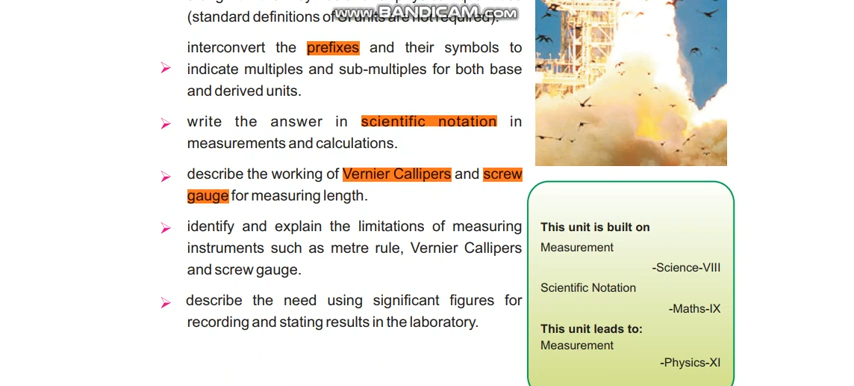 www.BANDICAM.com
(standard definitions of SI units are not required).
interconvert the prefixes and their symbols to
indicate multiples and sub-multiples for both base
and derived units.
write the answer in scientific notation in
measurements and calculations.
describe the working of Vernier Callipers and screw
gauge for measuring length.
identify and explain the limitations of measuring
instruments such as metre rule, Vernier Callipers
and screw gauge.
describe the need using significant figures for
recording and stating results in the laboratory.
This unit is built on
Measurement
-Science-VIII
Scientific Notation
-Maths-IX
This unit leads to:
Measurement
-Physics-XI